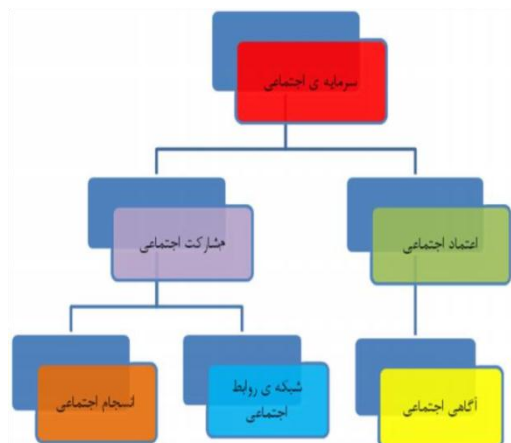 سرمایه ی اجتماعی
اعتماد اجتماعی
مشارکت اجتماعی
آگاهی اجتماعی
شبکه ی روابط
اجتماعی
انسجام اجتماعی